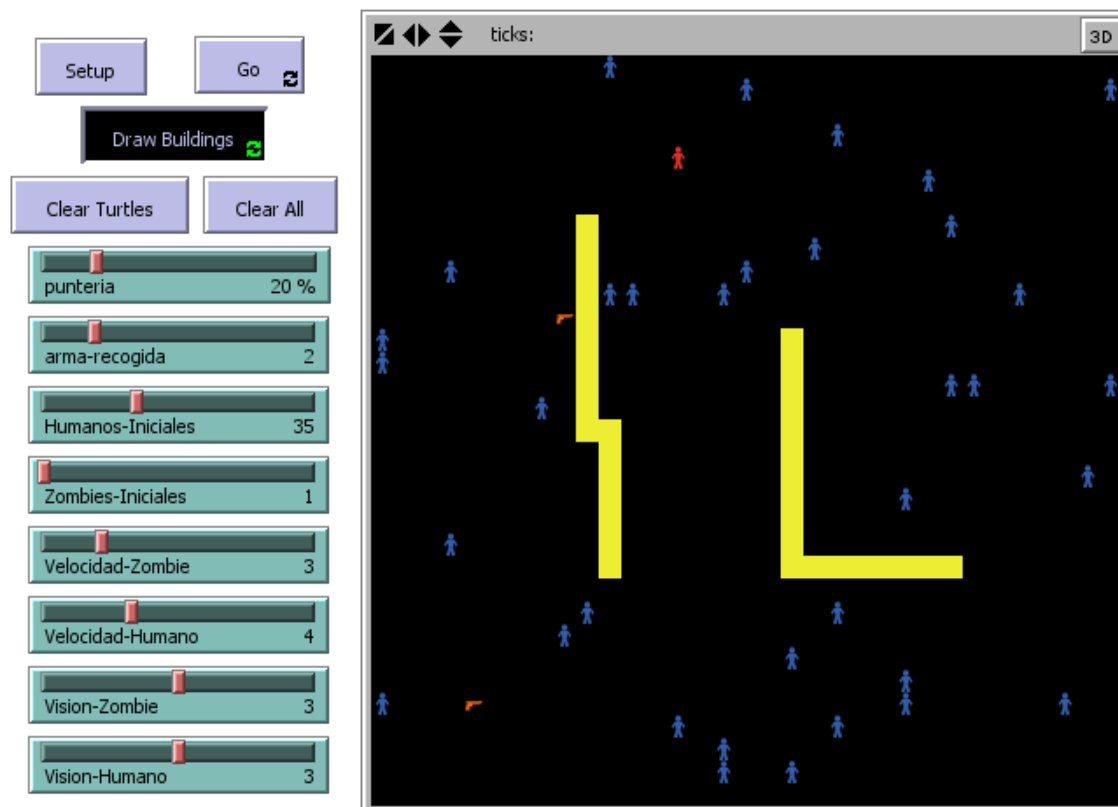 ticks:
3D
Setup
Go
Draw Buildings
Clear Turtles
Clear All
punteria 20 %
arma-recogida 2
Humanos-Iniciales 35
Zombies-Iniciales 1
Velocidad-Zombie 3
Velocidad-Humano 4
Vision-Zombie 3
Vision-Humano 3